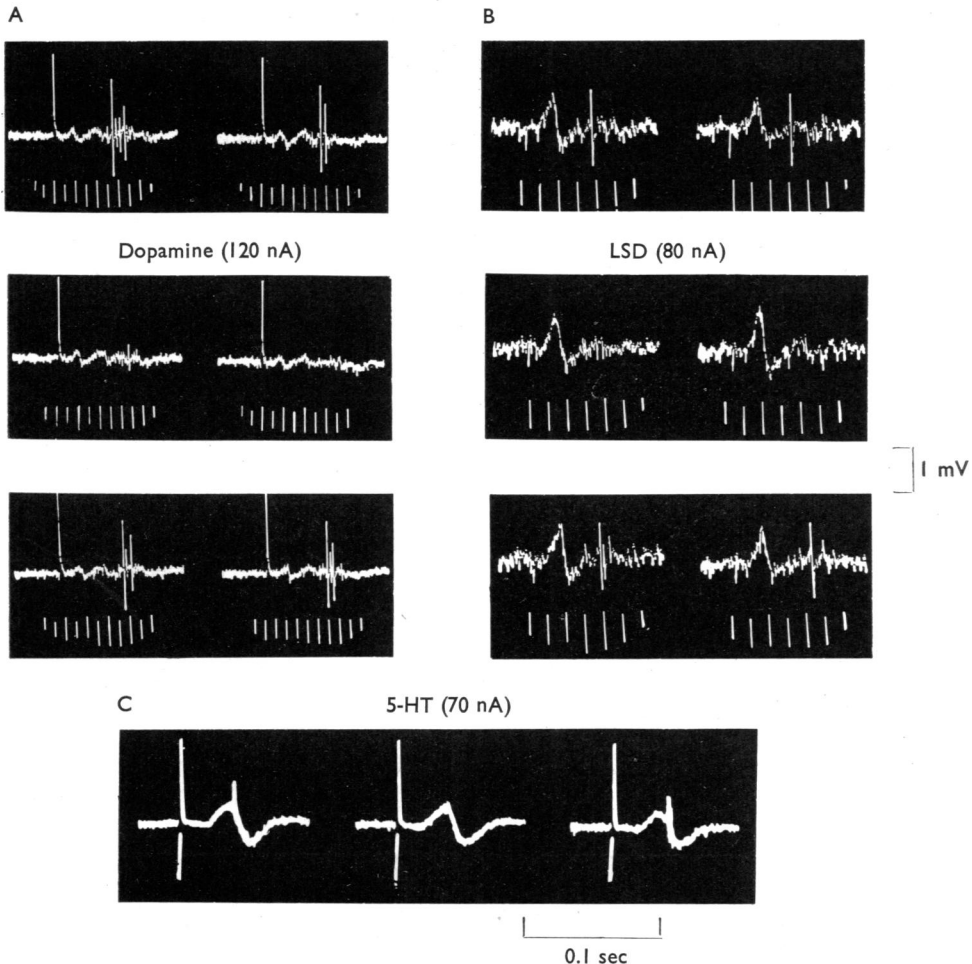 A
B
Dopamine (120 nA)
LSD (80 nA)
1 mV
C
5-HT (70 nA)
0.1 sec